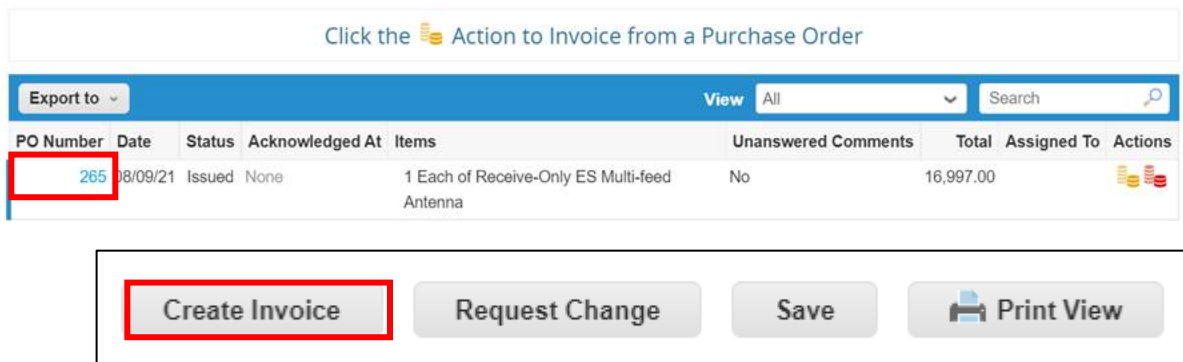 Click the Action to Invoice from a Purchase Order
Export to View All Search
PO Number Date Status Acknowledged At Items Unanswered Comments Total Assigned To Actions
265 08/09/21 Issued None 1 Each of Receive-Only ES Multi-feed No 16,997.00
Antenna
Create Invoice Request Change Save Print View